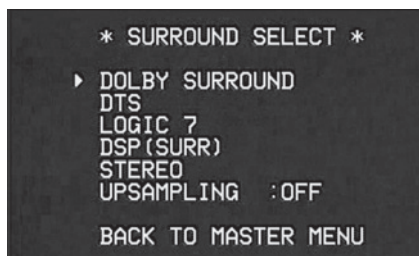 * SURROUND SELECT *
DOLBY SURROUND
DTS
LOGIC 7
DSP(SURR)
STEREO
UPSAMPLING :OFF
BACK TO MASTER MENU